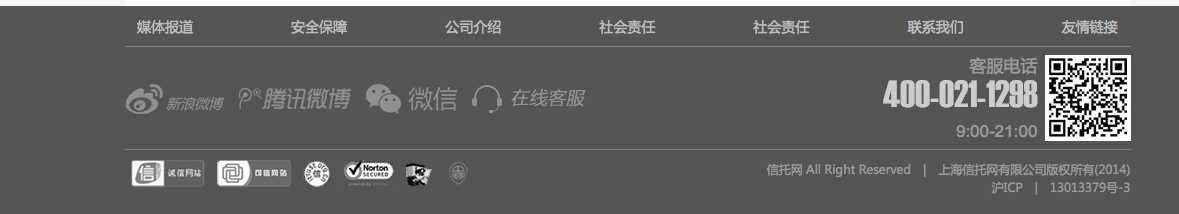 媒体报道 安全保障 公司介绍 社会责任 社会责任 联系我们 友情链接
新浪微博 腾讯微博 微信 在线客服
客服电话
400-021-1298
9:00-21:00
诚信网站 可信网站 Norton SECURED
信托网 All Right Reserved | 上海信托网有限公司版权所有(2014)
沪ICP | 13013379号-3